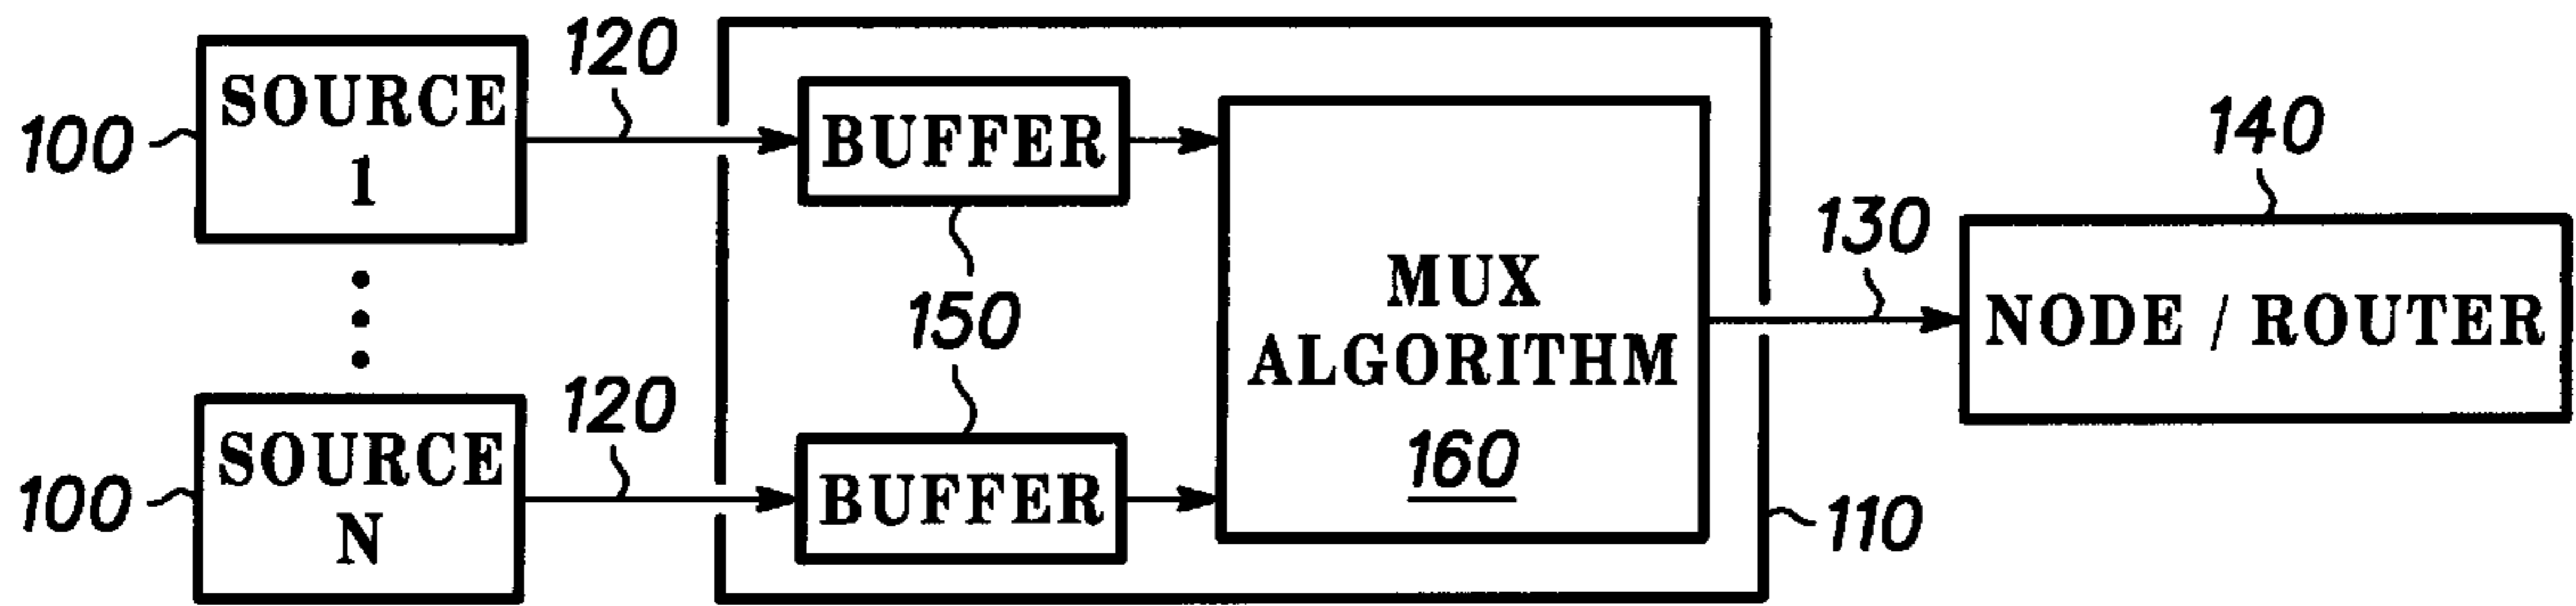 120
SOURCE
1
100
BUFFER
140
130
150
MUX
ALGORITHM
160
NODE / ROUTER
120
SOURCE
N
100
BUFFER
110